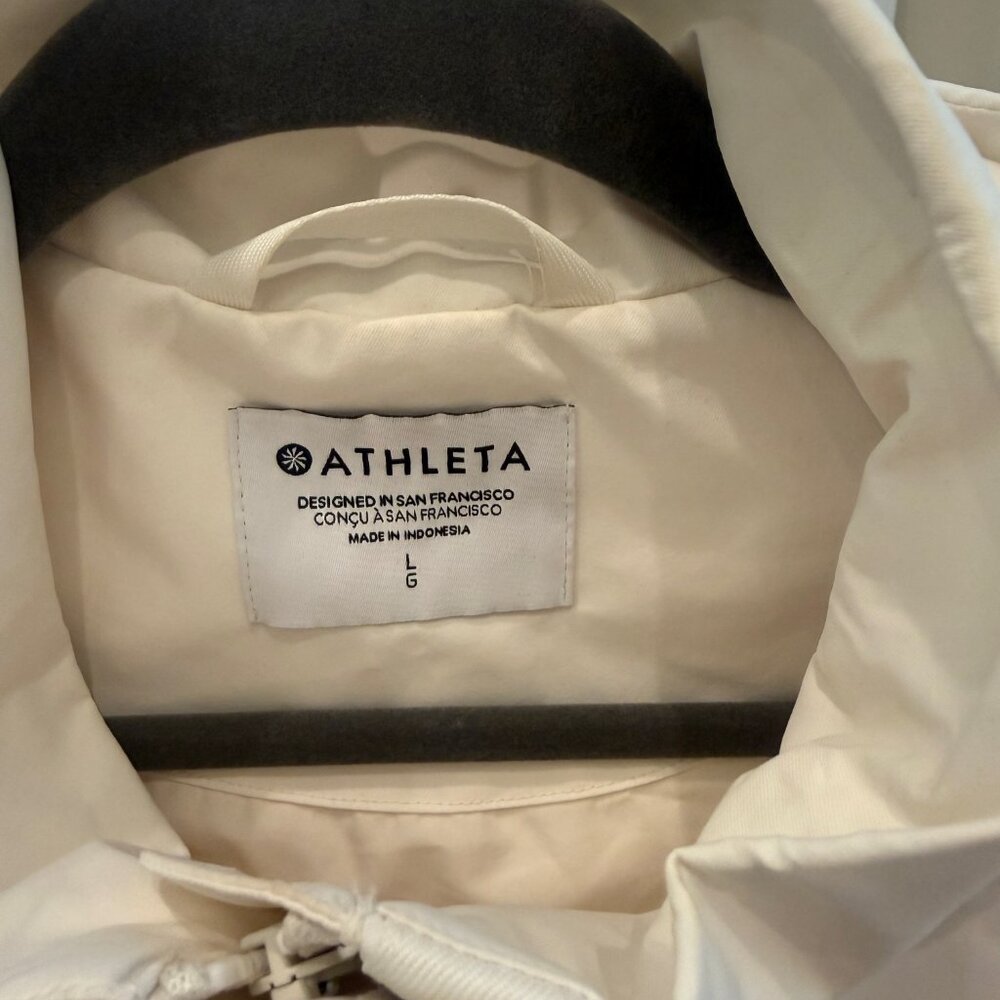 ATHLETA
DESIGNED IN SAN FRANCISCO
CONÇU À SAN FRANCISCO
MADE IN INDONESIA
L
G